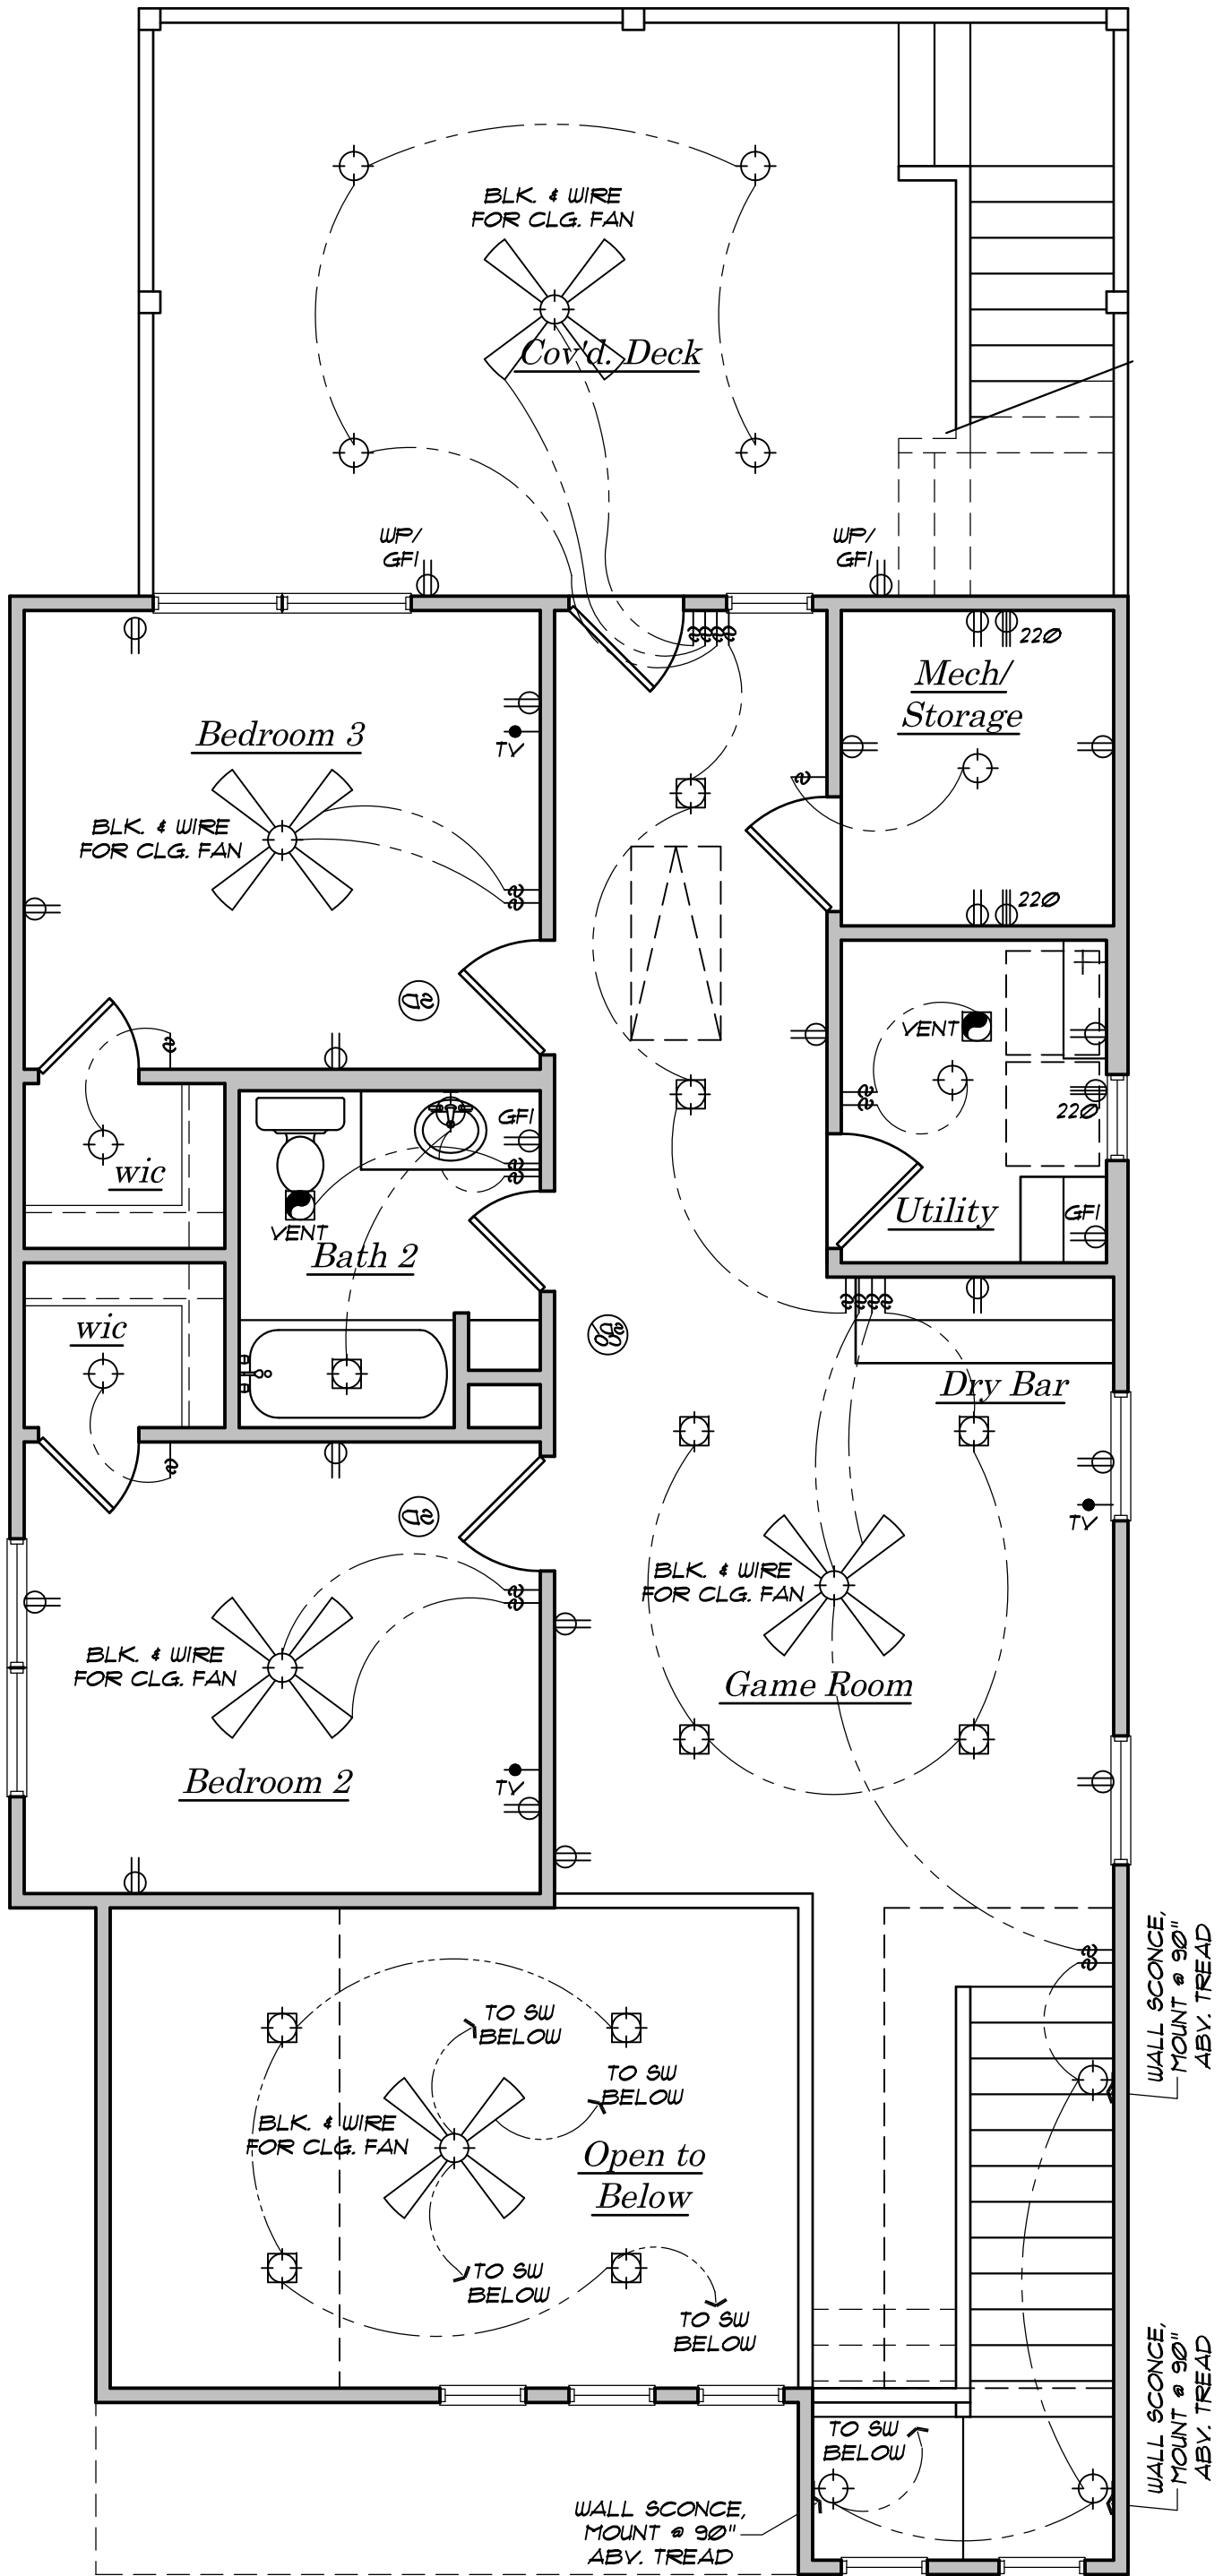 BLK. & WIRE
FOR CLG. FAN
Cov'd. Deck
WP/
GFI
WP/
GFI
220
Mech/
Storage
Bedroom 3
TV
BLK. & WIRE
FOR CLG. FAN
220
VENT
220
GFI
wic
Utility
GFI
VENT
Bath 2
wic
Dry Bar
TV
BLK. & WIRE
FOR CLG. FAN
BLK. & WIRE
FOR CLG. FAN
Game Room
Bedroom 2
TV
WALL SCONCE,
MOUNT @ 90"
ABV. TREAD
TO SW
BELOW
TO SW
BELOW
BLK. & WIRE
FOR CLG. FAN
Open to
Below
TO SW
BELOW
TO SW
BELOW
WALL SCONCE,
MOUNT @ 90"
ABV. TREAD
TO SW
BELOW
WALL SCONCE,
MOUNT @ 90"
ABV. TREAD